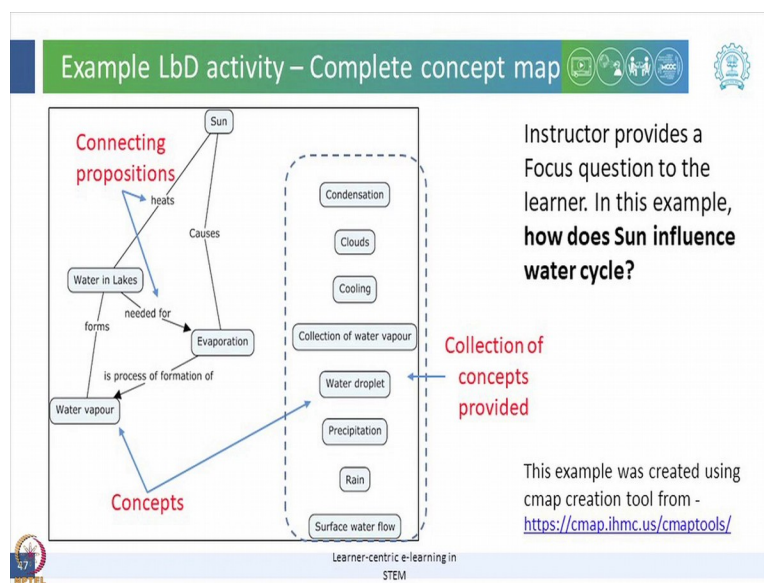 Example LbD activity – Complete concept map
Sun
Connecting
propositions
heats
Causes
Water in Lakes
needed for
forms
Evaporation
is process of formation of
Water vapour
Concepts
Condensation
Clouds
Cooling
Collection of water vapour
Water droplet
Precipitation
Rain
Surface water flow
Collection of
concepts
provided
Instructor provides a
Focus question to the
learner. In this example,
how does Sun influence
water cycle?
This example was created using
cmap creation tool from -
https://cmap.ihmc.us/cmaptools/
47
NPTEL
Learner-centric e-learning in
STEM